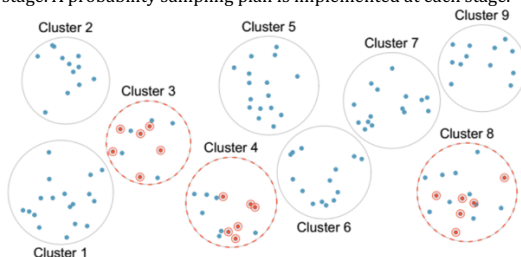 stage. A probability sampling plan is implemented at each stage.
Cluster 2
Cluster 5
Cluster 9
Cluster 7
Cluster 3
Cluster 8
Cluster 4
Cluster 6
Cluster 1